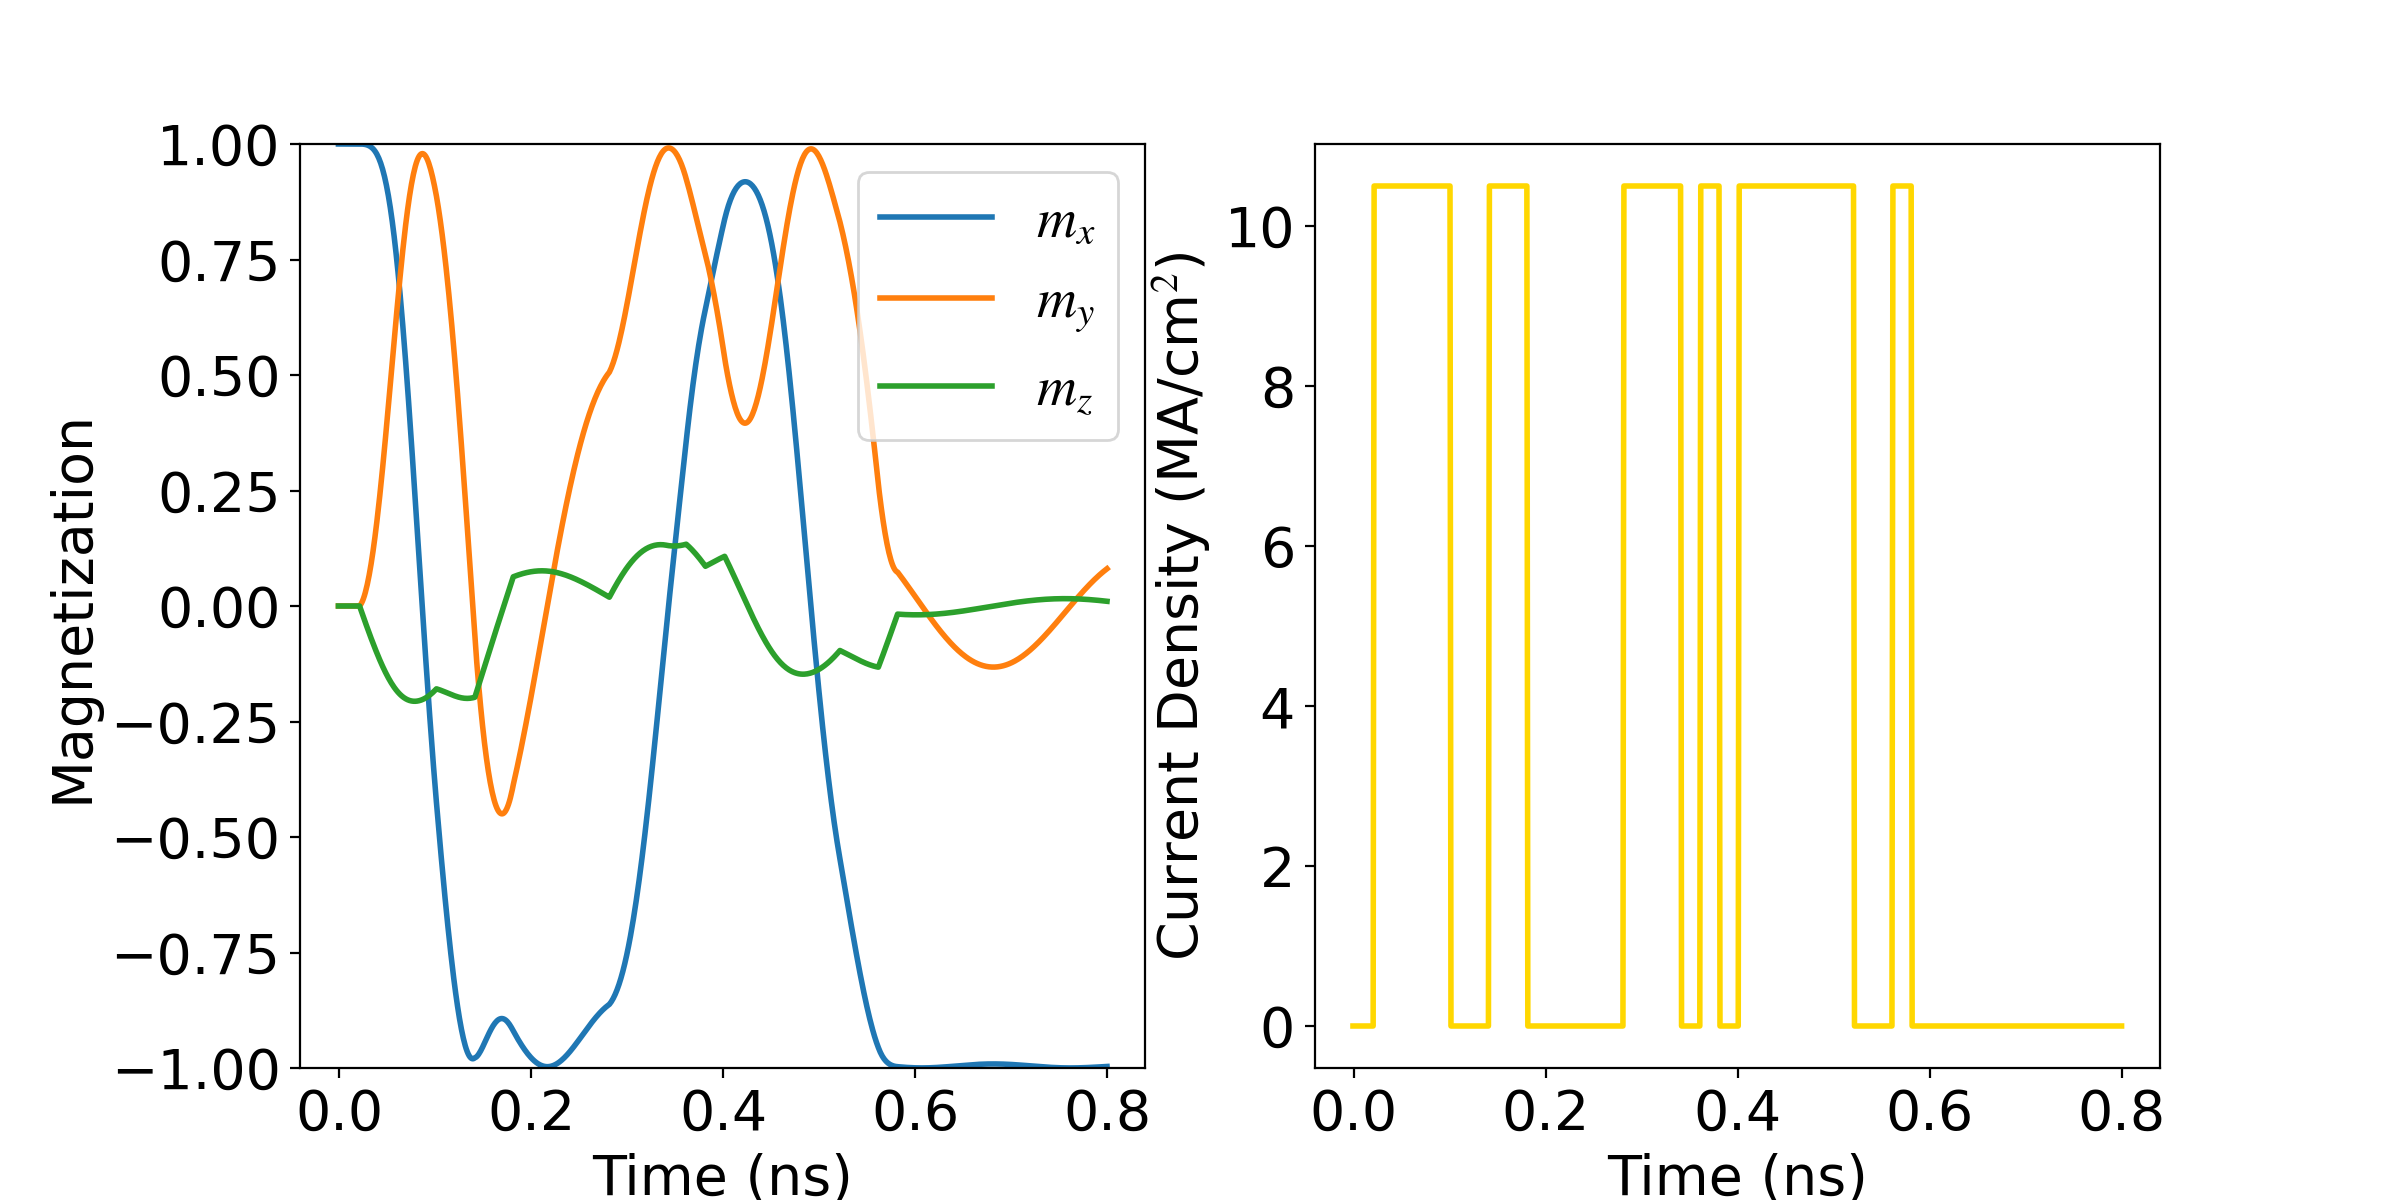 Magnetization
1.00
0.75
0.50
0.25
0.00
−0.25
−0.50
−0.75
−1.00
0.0 0.2 0.4 0.6 0.8
Time (ns)
m_x
m_y
m_z
Current Density (MA/cm²)
10
8
6
4
2
0
0.0 0.2 0.4 0.6 0.8
Time (ns)